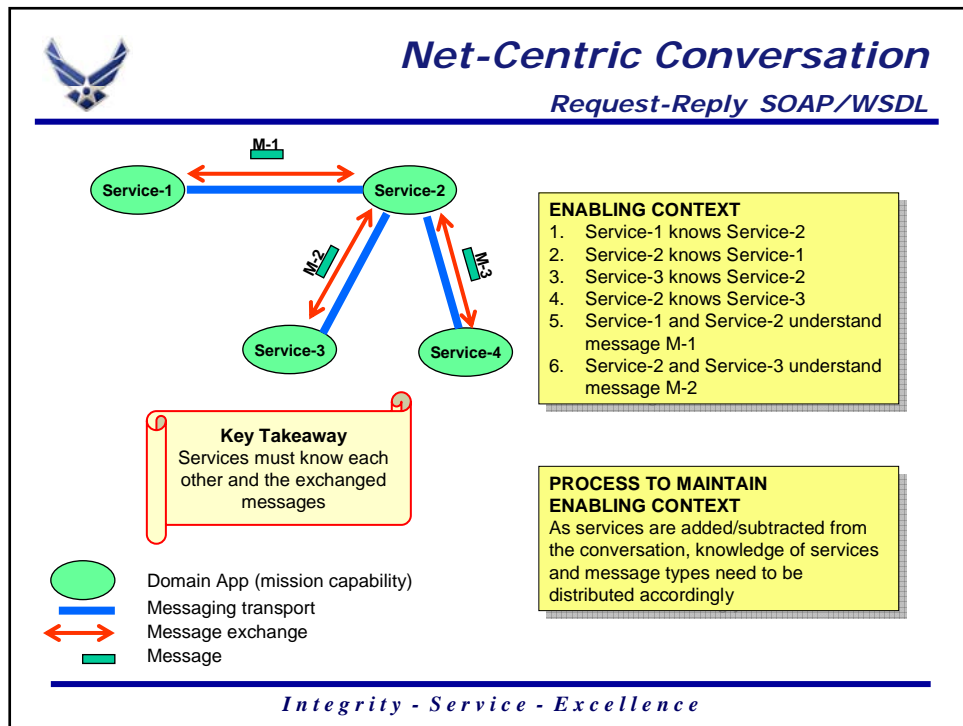 Net-Centric Conversation
Request-Reply SOAP/WSDL
M-1
Service-1
Service-2
M-2
M-3
Service-3
Service-4
Key Takeaway
Services must know each
other and the exchanged
messages
ENABLING CONTEXT
1. Service-1 knows Service-2
2. Service-2 knows Service-1
3. Service-3 knows Service-2
4. Service-2 knows Service-3
5. Service-1 and Service-2 understand
message M-1
6. Service-2 and Service-3 understand
message M-2
PROCESS TO MAINTAIN
ENABLING CONTEXT
As services are added/subtracted from
the conversation, knowledge of services
and message types need to be
distributed accordingly
Domain App (mission capability)
Messaging transport
Message exchange
Message
Integrity - Service - Excellence